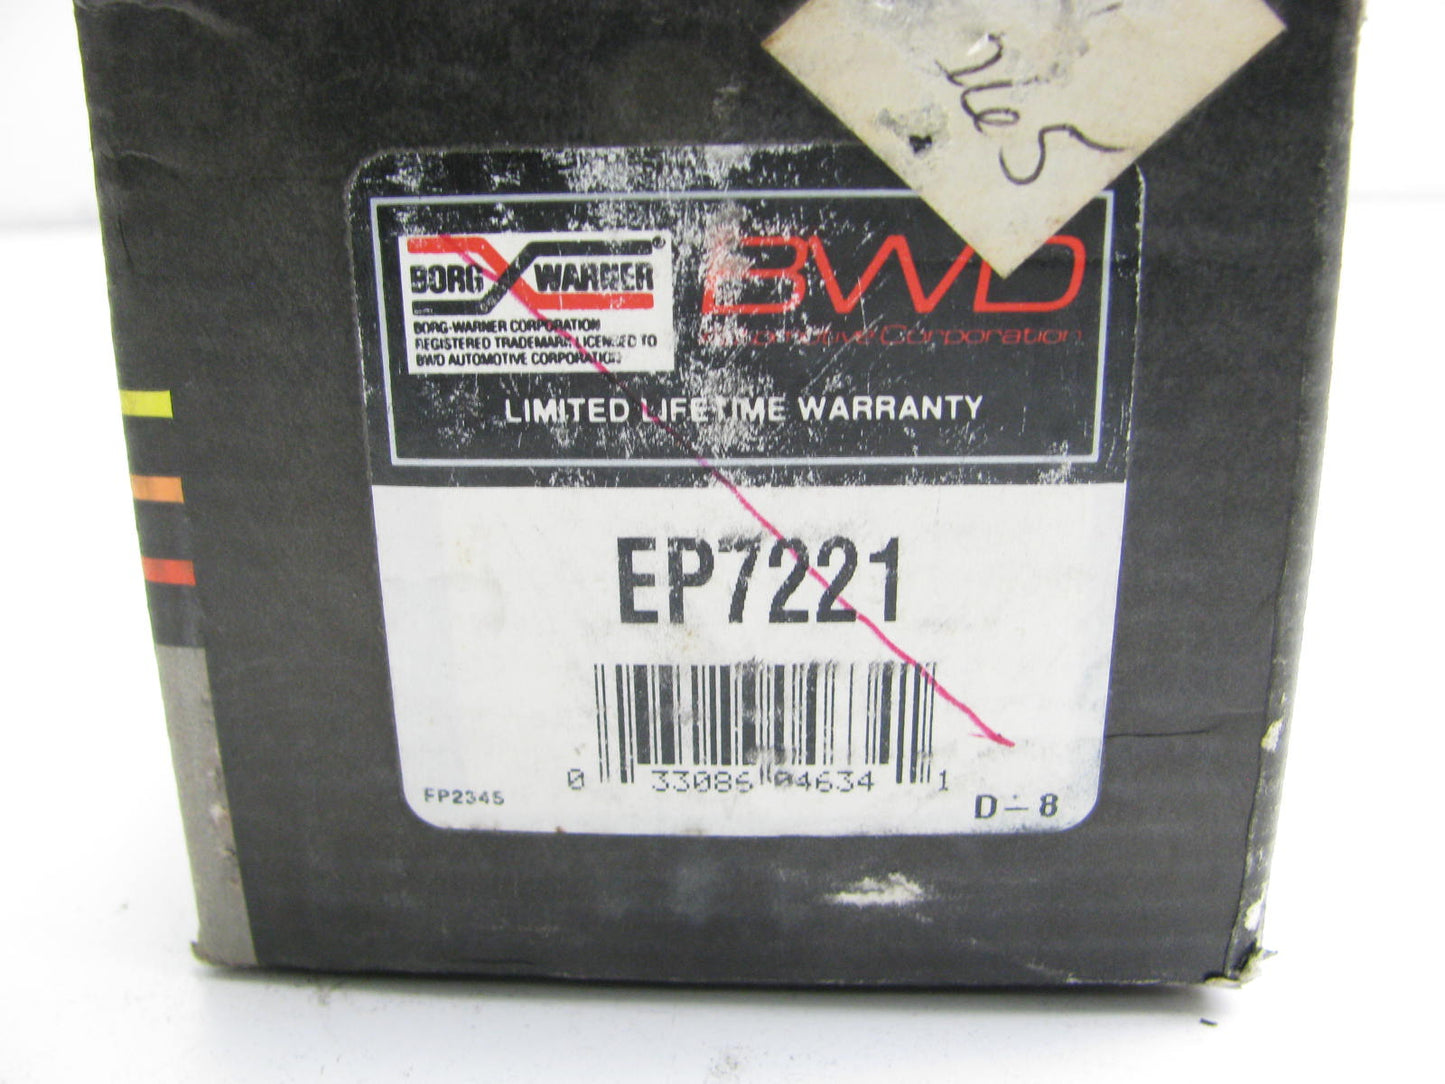 265
BORG WARNER®
BORG-WARNER CORPORATION
REGISTERED TRADEMARK LICENSED TO
BWD AUTOMOTIVE CORPORATION
BWD
Automotive Corporation
LIMITED LIFETIME WARRANTY
EP7221
0 33086 04634 1
FP2345
D-8